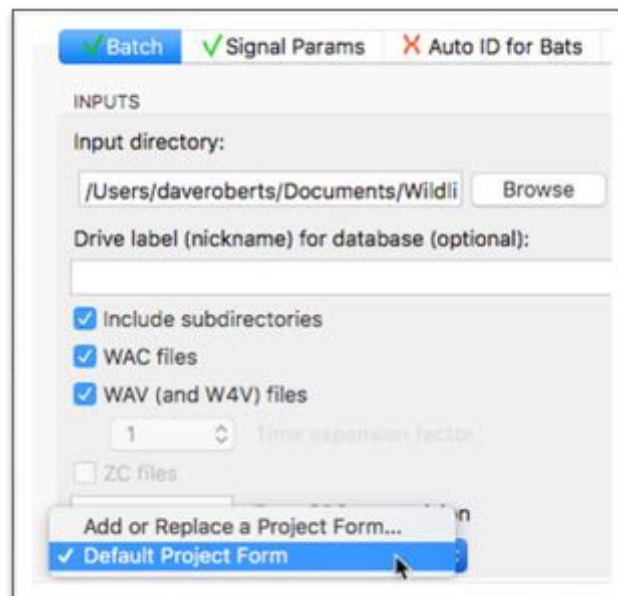 Batch Signal Params Auto ID for Bats
INPUTS
Input directory:
/Users/daveroberts/Documents/Wildli Browse
Drive label (nickname) for database (optional):
Include subdirectories
WAC files
WAV (and W4V) files
1 Time expansion factor
ZC files
Add or Replace a Project Form...
Default Project Form